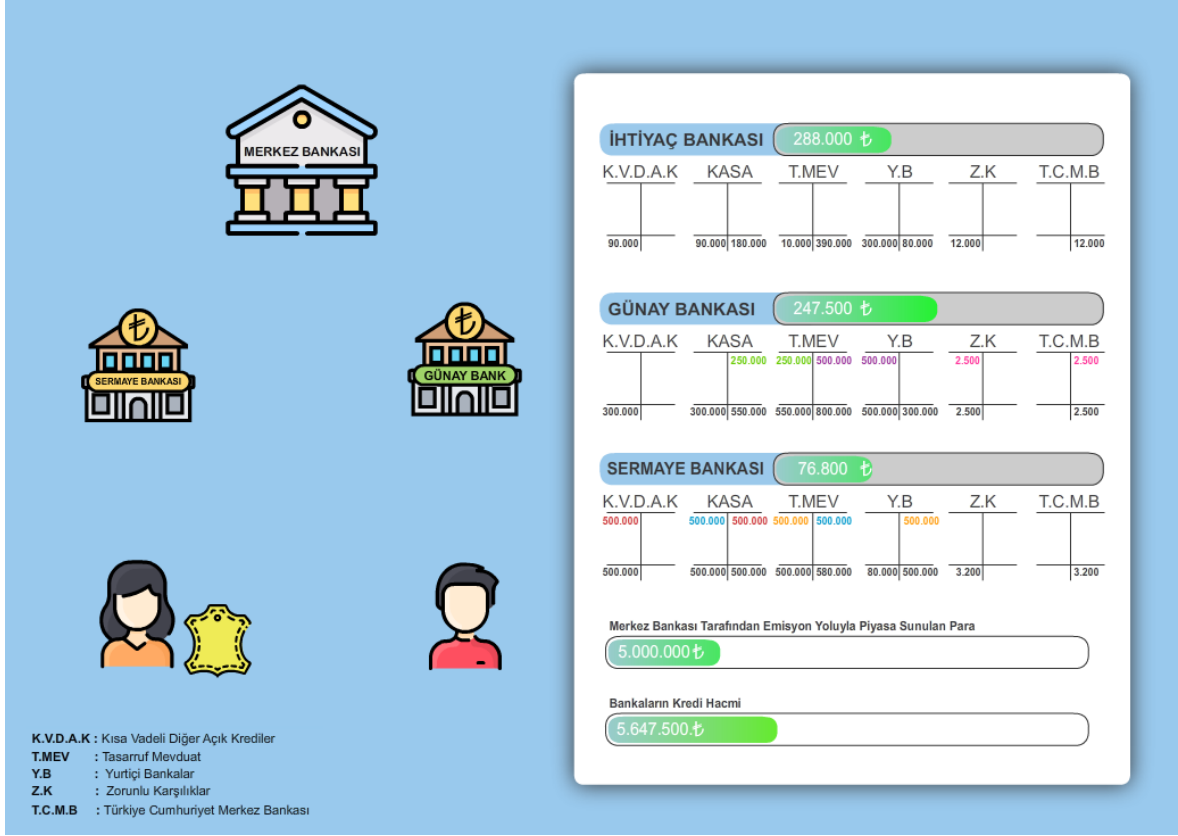 MERKEZ BANKASI
SERMAYE BANKASI
GÜNAY BANK
K.V.D.A.K : Kısa Vadeli Diğer Açık Krediler
T.MEV : Tasarruf Mevduat
Y.B : Yurtiçi Bankalar
Z.K : Zorunlu Karşılıklar
T.C.M.B : Türkiye Cumhuriyet Merkez Bankası
İHTİYAÇ BANKASI 288.000 ₺
K.V.D.A.K KASA T.MEV Y.B Z.K T.C.M.B
90.000 90.000 180.000 10.000 390.000 300.000 80.000 12.000 12.000
GÜNAY BANKASI 247.500 ₺
K.V.D.A.K KASA T.MEV Y.B Z.K T.C.M.B
250.000 250.000 500.000 500.000 2.500 2.500
300.000 300.000 550.000 550.000 800.000 500.000 300.000 2.500 2.500
SERMAYE BANKASI 76.800 ₺
K.V.D.A.K KASA T.MEV Y.B Z.K T.C.M.B
500.000 500.000 500.000 500.000 500.000 500.000
500.000 500.000 500.000 500.000 580.000 80.000 500.000 3.200 3.200
Merkez Bankası Tarafından Emisyon Yoluyla Piyasa Sunulan Para
5.000.000₺
Bankaların Kredi Hacmi
5.647.500.₺